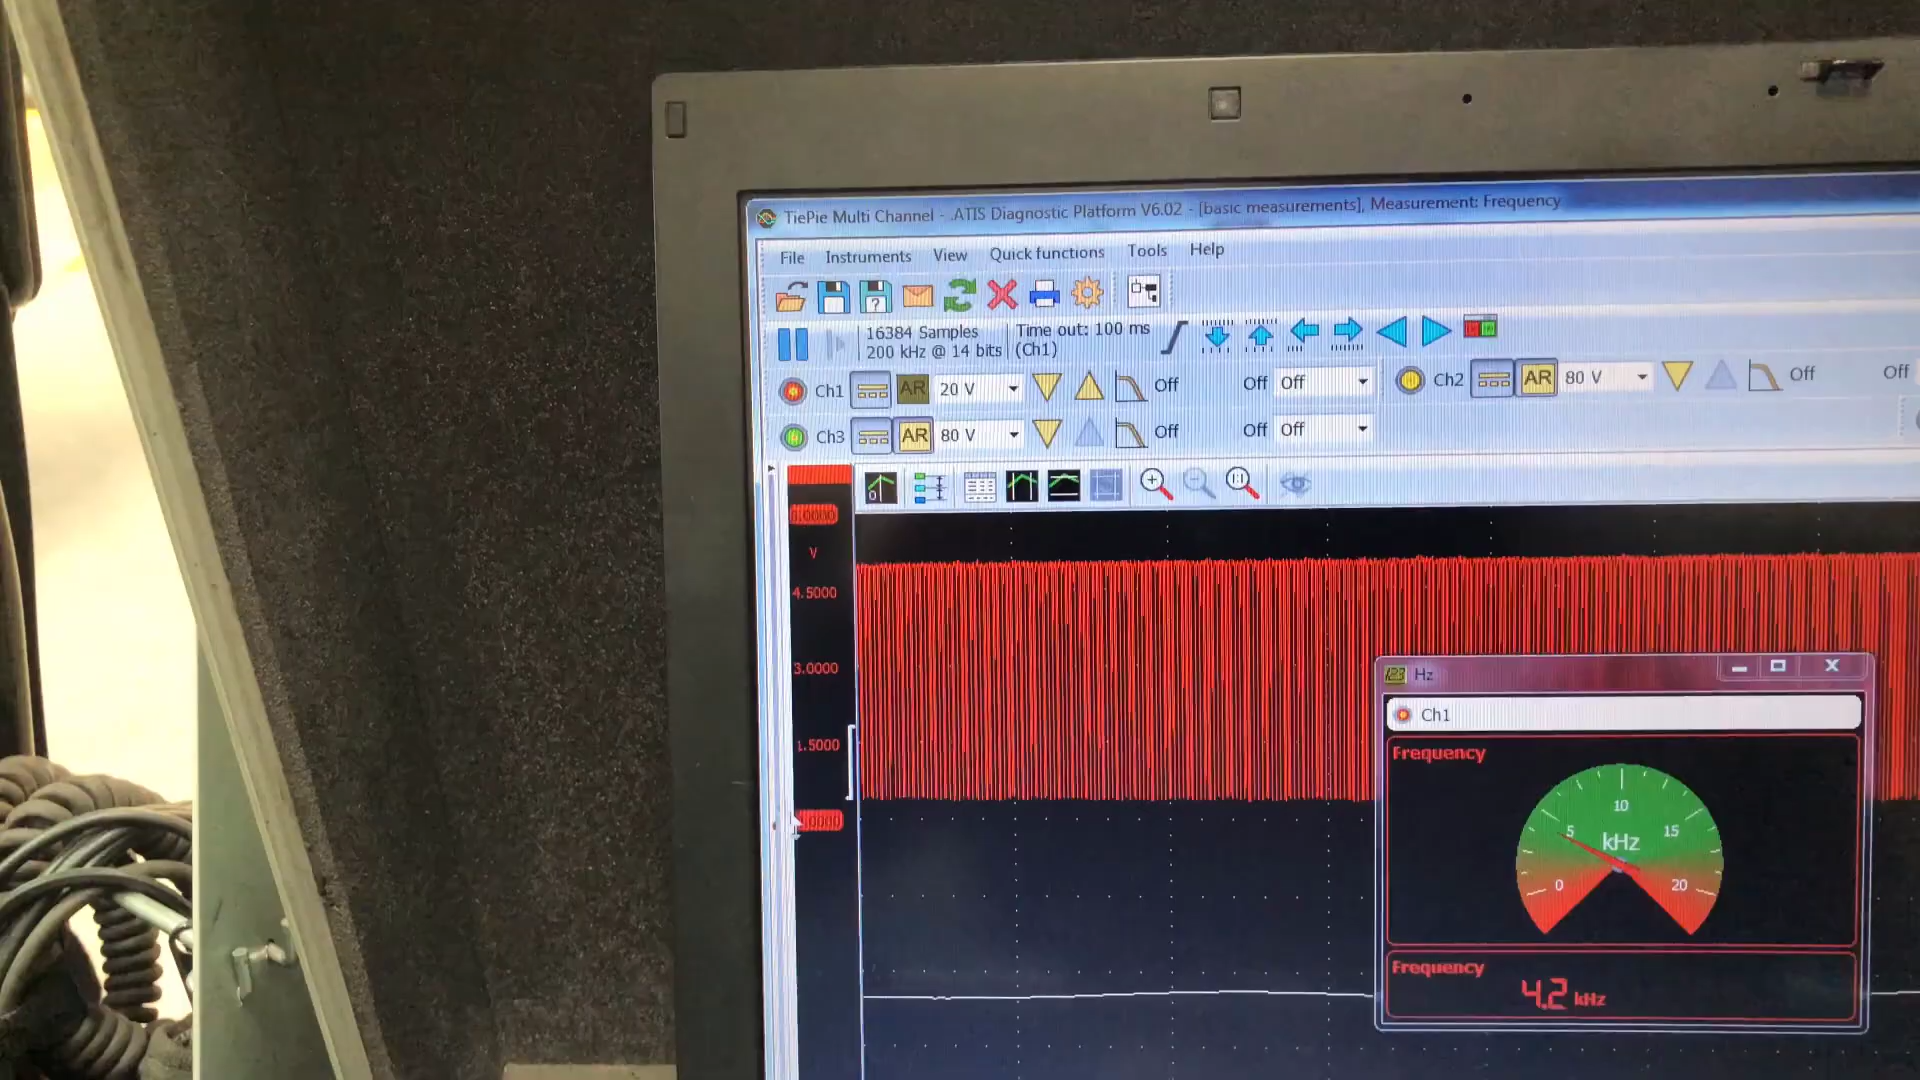 TiePie Multi Channel - .ATIS Diagnostic Platform V6.02 - [basic measurements], Measurement: Frequency
File Instruments View Quick functions Tools Help
16384 Samples
200 kHz @ 14 bits
Time out: 100 ms
(Ch1)
Ch1 AR 20 V Off Off Off
Ch2 AR 80 V Off Off
Ch3 AR 80 V Off Off Off
V
4.5000
3.0000
1.5000
123 Hz
Ch1
Frequency
0 5 10 15 20
kHz
Frequency
4.2 kHz